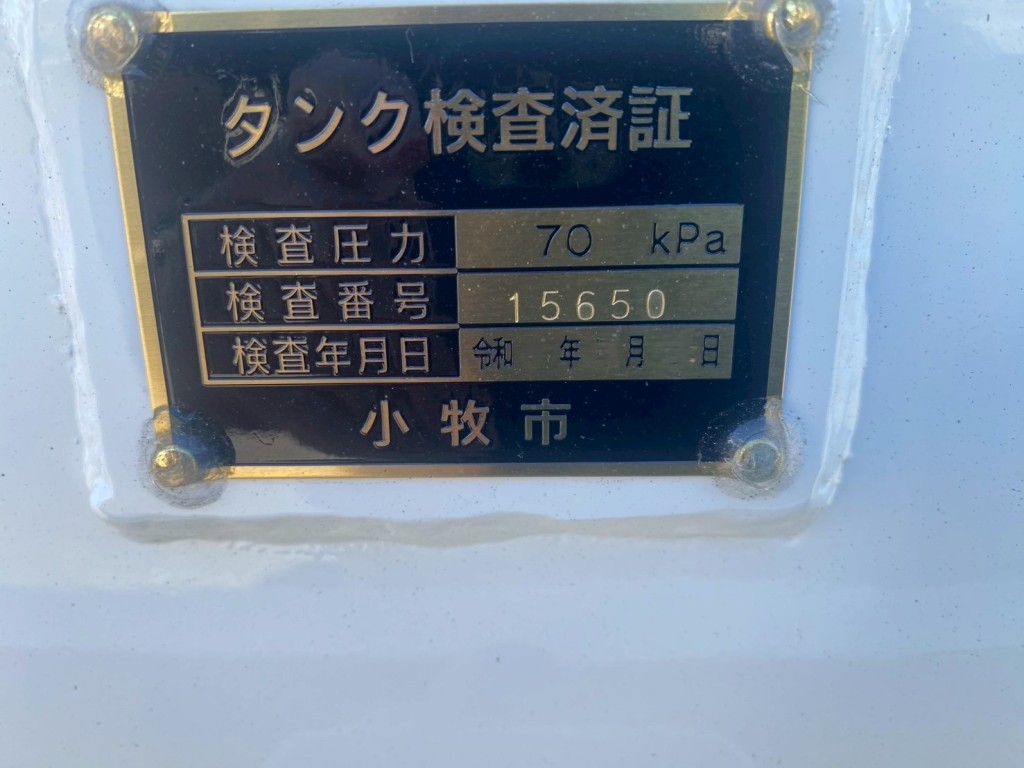 タンク検査済証
検査圧力 70 kPa
検査番号 15650
検査年月日 令和 年 月 日
小牧市